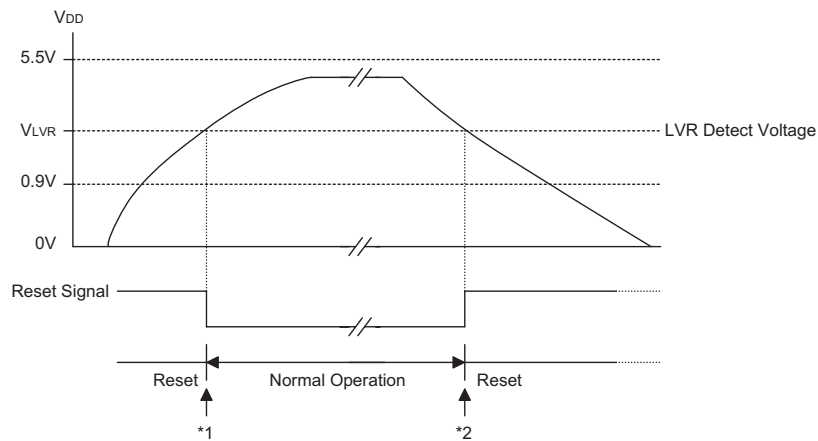 VDD
5.5V
VLVR
LVR Detect Voltage
0.9V
0V
Reset Signal
Reset
Normal Operation
Reset
*1
*2